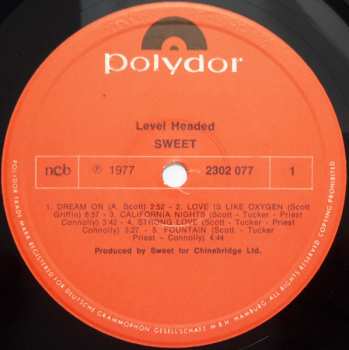 polydor
Level Headed
SWEET
ncb ℗ 1977 2302 077 1
1. DREAM ON (A. Scott) 2:52 - 2. LOVE IS LIKE OXYGEN (Scott
Griffin) 6:57 - 3. CALIFORNIA NIGHTS (Scott - Tucker - Priest
Connolly) 3:42 - 4. STRONG LOVE (Scott - Tucker - Priest
Connolly) 3:27 - 5. FOUNTAIN (Scott - Tucker
Priest - Connolly) 4:44
Produced by Sweet for Chinnebridge Ltd.
POLYDOR TRADE MARK REGISTERED FOR DEUTSCHE GRAMMOPHON GESELLSCHAFT M.B.H. HAMBURG. ALL RIGHTS RESERVED. COPYING PROHIBITED